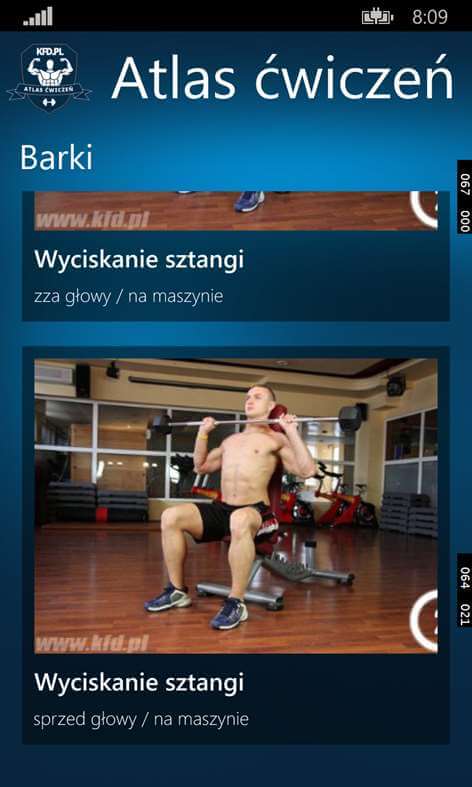 8:09
KFD.PL
ATLAS ĆWICZEŃ
Atlas ćwiczeń
Barki
067 000
www.kfd.pl
Wyciskanie sztangi
zza głowy / na maszynie
064 021
www.kfd.pl
Wyciskanie sztangi
sprzed głowy / na maszynie